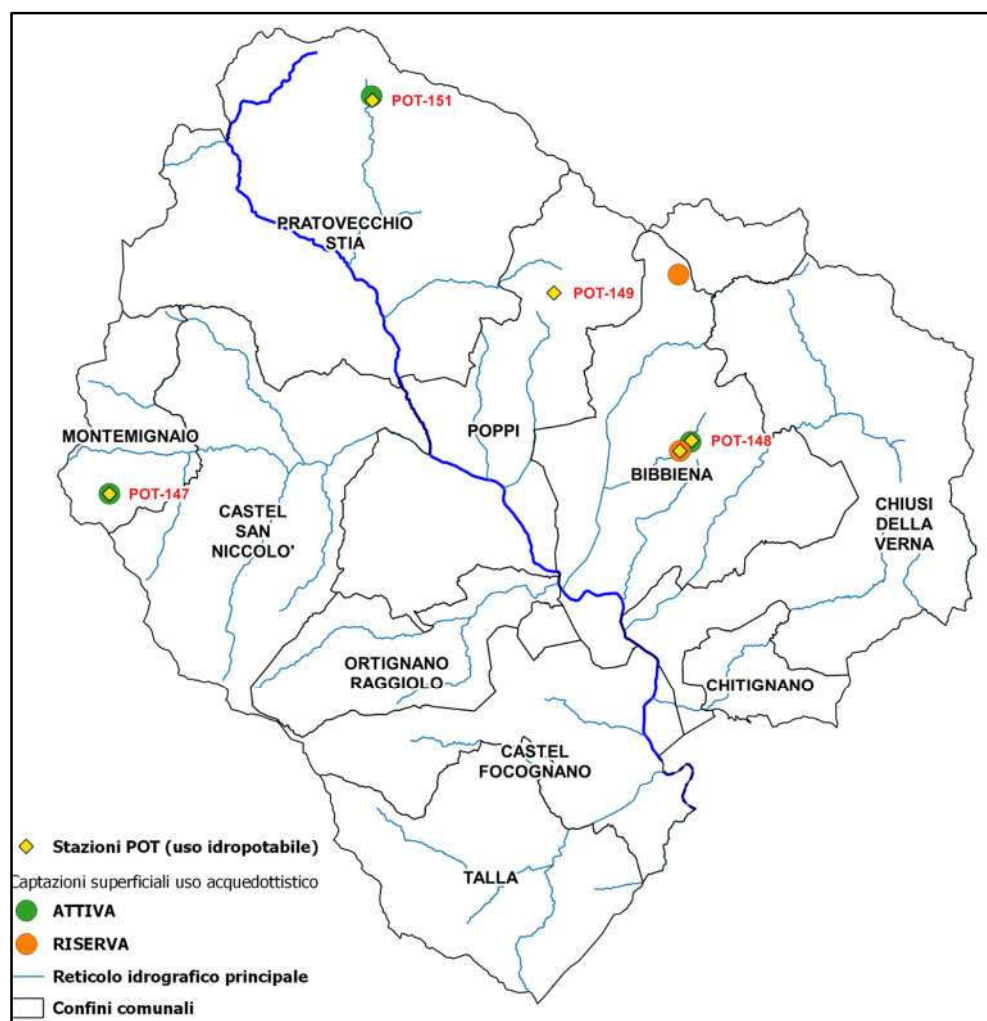 POT-151
PRATOVECCHIO
STIA
POT-149
POPPI
MONTEMIGNAIO
POT-148
BIBBIENA
POT-147
CASTEL
SAN
NICCOLO'
CHIUSI
DELLA
VERNA
ORTIGNANO
RAGGIOLO
CHITIGNANO
CASTEL
FOCOGNANO
TALLA
Stazioni POT (uso idropotabile)
Captazioni superficiali uso acquedottistico
ATTIVA
RISERVA
Reticolo idrografico principale
Confini comunali